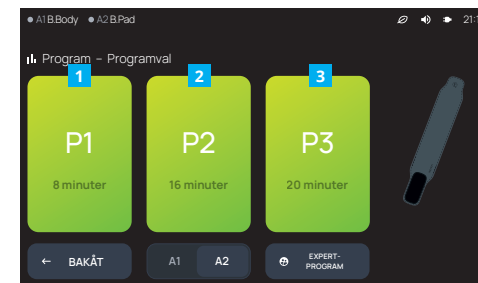 A1 B.Body A2 B.Pad
Program – Programval
1 2 3
P1 P2 P3
8 minuter 16 minuter 20 minuter
← BAKÅT A1 A2 EXPERT-
PROGRAM